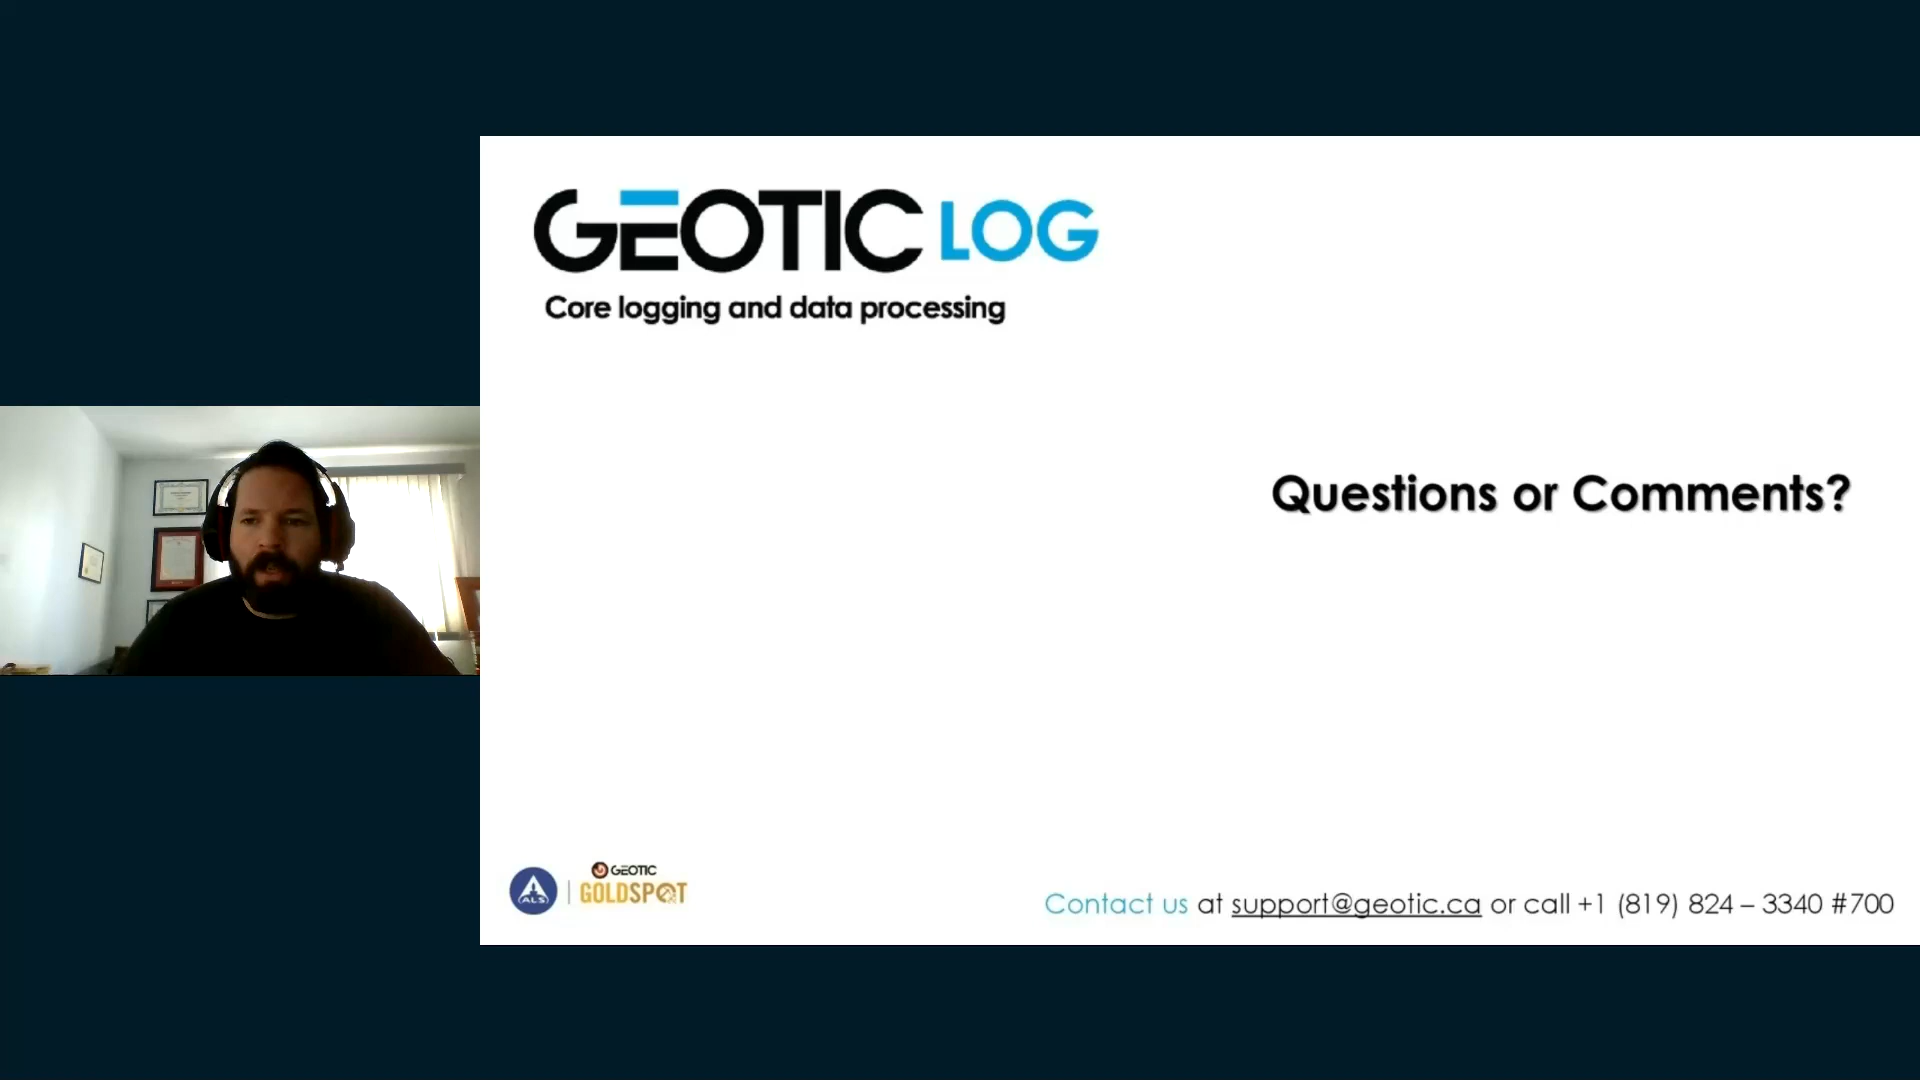 GEOTIC LOG
Core logging and data processing
Questions or Comments?
ALS
GEOTIC
GOLDSPOT
Contact us at support@geotic.ca or call +1 (819) 824 – 3340 #700